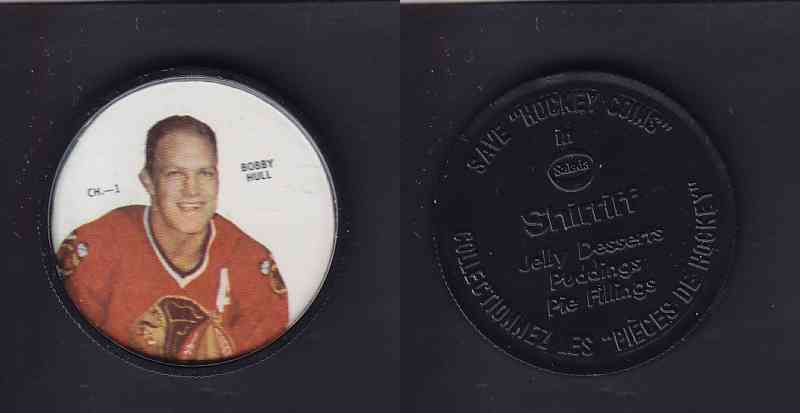 CH.—1
BOBBY
HULL
A
SAVE "HOCKEY COINS"
in
Salada
Shirriff
Jelly Desserts
Puddings
Pie Fillings
COLLECTIONNEZ LES "PIÈCES DE HOCKEY"